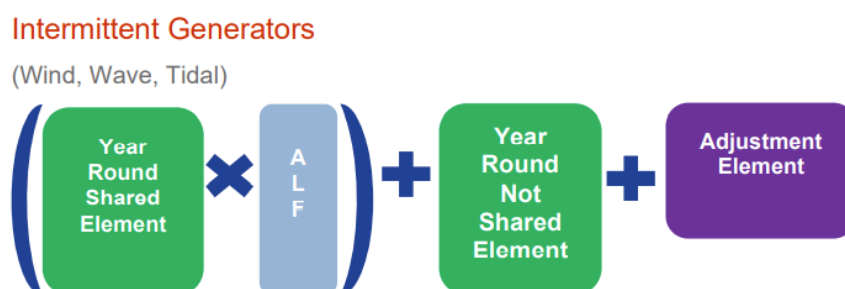 Intermittent Generators
(Wind, Wave, Tidal)
Year
Round
Shared
Element
A
L
F
Year
Round
Not
Shared
Element
Adjustment
Element